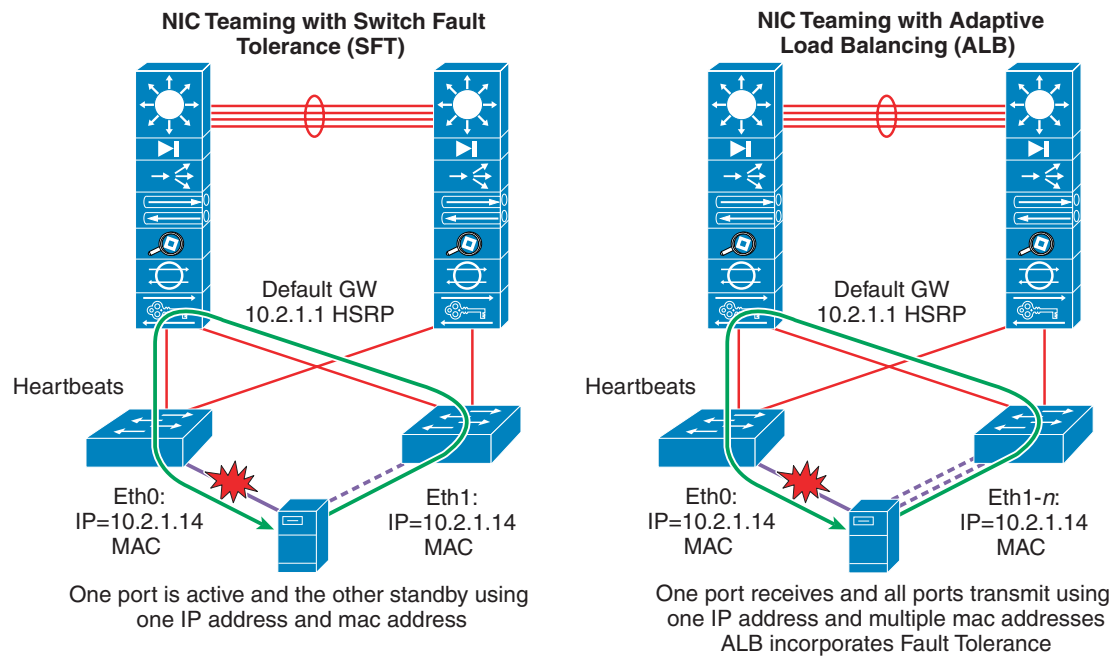 NIC Teaming with Switch Fault
Tolerance (SFT)
Default GW
10.2.1.1 HSRP
Heartbeats
Eth0:
IP=10.2.1.14
MAC
Eth1:
IP=10.2.1.14
MAC
One port is active and the other standby using
one IP address and mac address
NIC Teaming with Adaptive
Load Balancing (ALB)
Default GW
10.2.1.1 HSRP
Heartbeats
Eth0:
IP=10.2.1.14
MAC
Eth1-n:
IP=10.2.1.14
MAC
One port receives and all ports transmit using
one IP address and multiple mac addresses
ALB incorporates Fault Tolerance